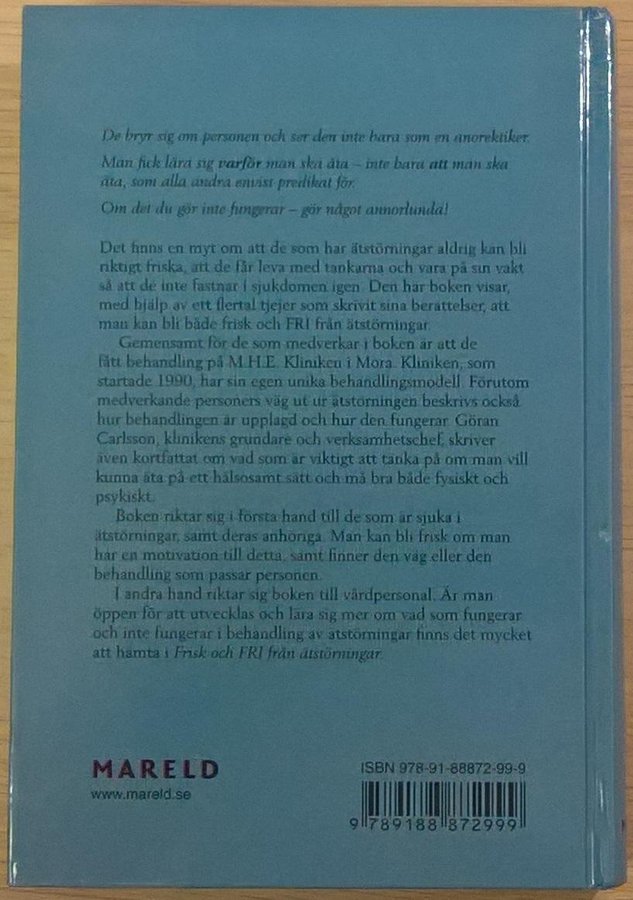 De bryr sig om personen och ser den inte bara som en anorektiker.
Man fick lära sig varför man ska äta – inte bara att man ska
äta, som alla andra envist predikat för.
Om det du gör inte fungerar – gör något annorlunda!
Det finns en myt om att de som har ätstörningar aldrig kan bli
riktigt friska, att de får leva med tankarna och vara på sin vakt
så att de inte fastnar i sjukdomen igen. Den här boken visar,
med hjälp av ett flertal tjejer som skrivit sina berättelser, att
man kan bli både frisk och FRI från ätstörningar.
Gemensamt för de som medverkar i boken är att de
fått behandling på M.H.E. Kliniken i Mora. Kliniken, som
startade 1990, har sin egen unika behandlingsmodell. Förutom
medverkande personers väg ut ur ätstörningen beskrivs också
hur behandlingen är upplagd och hur den fungerar. Göran
Carlsson, klinikens grundare och verksamhetschef, skriver
även kortfattat om vad som är viktigt att tänka på om man vill
kunna äta på ett hälsosamt sätt och må bra både fysiskt och
psykiskt.
Boken riktar sig i första hand till de som är sjuka i
ätstörningar, samt deras anhöriga. Man kan bli frisk om man
har en motivation till detta, samt finner den väg eller den
behandling som passar personen.
I andra hand riktar sig boken till vårdpersonal. Är man
öppen för att utvecklas och lära sig mer om vad som fungerar
och inte fungerar i behandling av ätstörningar finns det mycket
att hämta i Frisk och FRI från ätstörningar.
MARELD
www.mareld.se
ISBN 978-91-88872-99-9
9 789188 872999